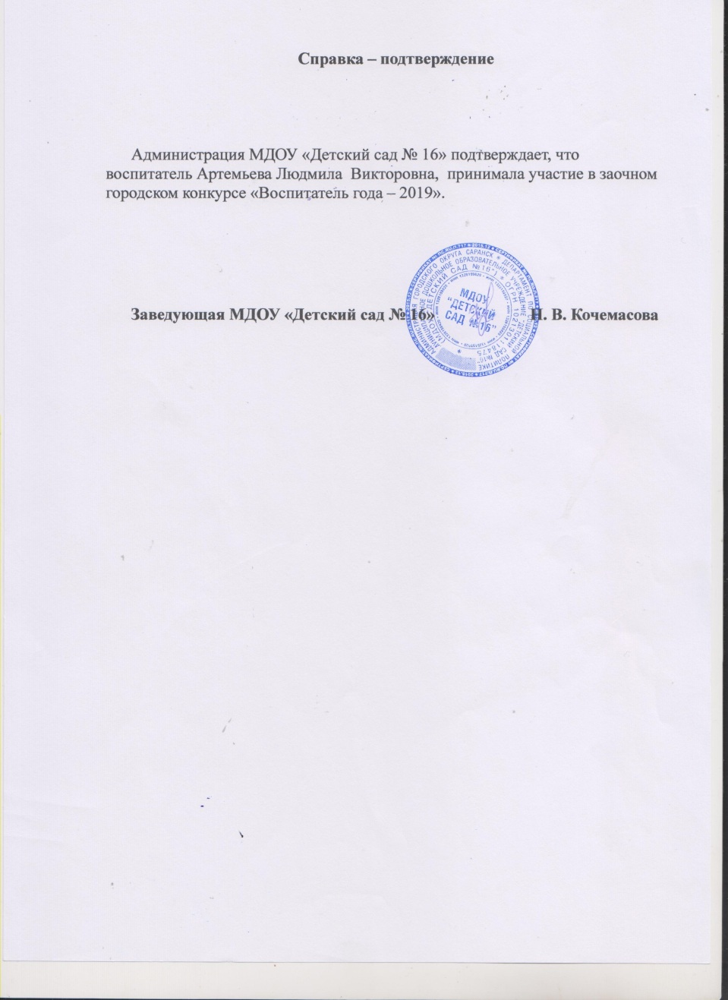 Справка – подтверждение
Администрация МДОУ «Детский сад № 16» подтверждает, что
воспитатель Артемьева Людмила Викторовна, принимала участие в заочном
городском конкурсе «Воспитатель года – 2019».
Заведующая МДОУ «Детский сад № 16» Н. В. Кочемасова
МДОУ
"ДЕТСКИЙ
САД №16"